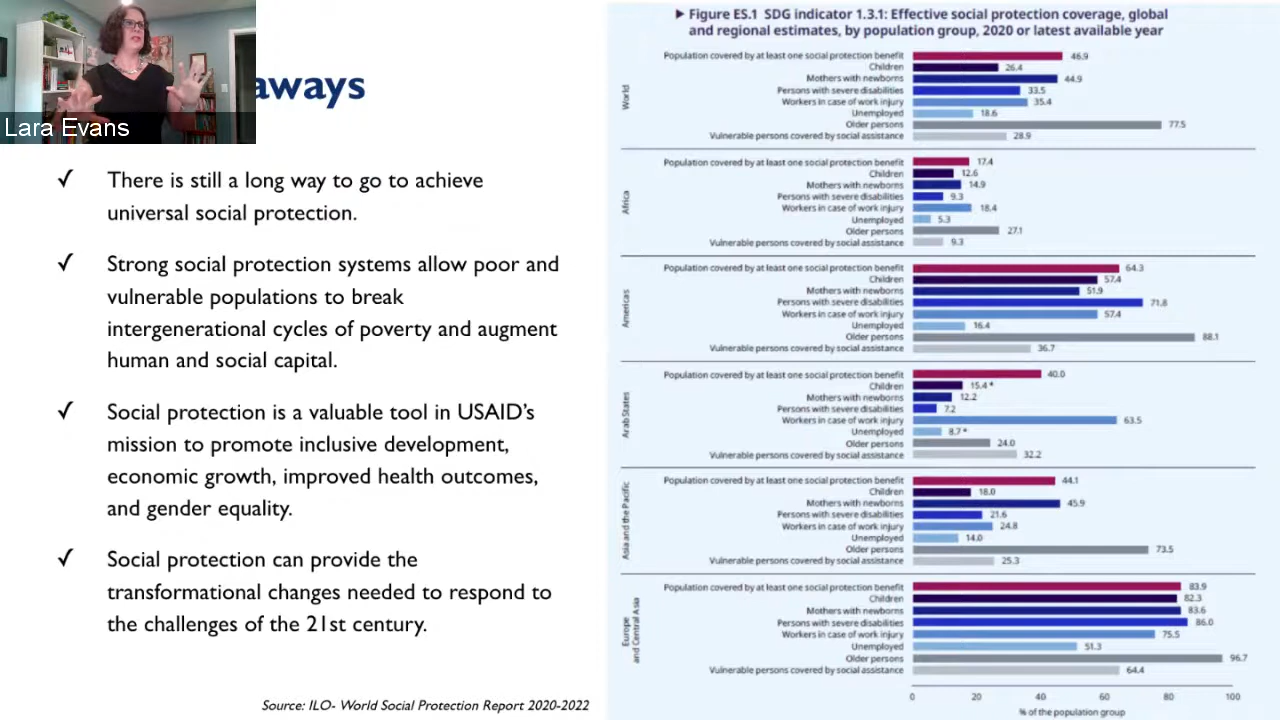 Lara Evans
aways
✓ There is still a long way to go to achieve
universal social protection.
✓ Strong social protection systems allow poor and
vulnerable populations to break
intergenerational cycles of poverty and augment
human and social capital.
✓ Social protection is a valuable tool in USAID’s
mission to promote inclusive development,
economic growth, improved health outcomes,
and gender equality.
✓ Social protection can provide the
transformational changes needed to respond to
the challenges of the 21st century.
Source: ILO- World Social Protection Report 2020-2022
▶ Figure ES.1 SDG indicator 1.3.1: Effective social protection coverage, global
and regional estimates, by population group, 2020 or latest available year
World
Population covered by at least one social protection benefit 46.9
Children 26.4
Mothers with newborns 44.9
Persons with severe disabilities 33.5
Workers in case of work injury 35.4
Unemployed 18.6
Older persons 77.5
Vulnerable persons covered by social assistance 28.9
Africa
Population covered by at least one social protection benefit 17.4
Children 12.6
Mothers with newborns 14.9
Persons with severe disabilities 9.3
Workers in case of work injury 18.4
Unemployed 5.3
Older persons 27.1
Vulnerable persons covered by social assistance 9.3
Americas
Population covered by at least one social protection benefit 64.3
Children 57.4
Mothers with newborns 51.9
Persons with severe disabilities 71.8
Workers in case of work injury 57.4
Unemployed 16.4
Older persons 88.1
Vulnerable persons covered by social assistance 36.7
Arab States
Population covered by at least one social protection benefit 40.0
Children 15.4 *
Mothers with newborns 12.2
Persons with severe disabilities 7.2
Workers in case of work injury 63.5
Unemployed 8.7 *
Older persons 24.0
Vulnerable persons covered by social assistance 32.2
Asia and the Pacific
Population covered by at least one social protection benefit 44.1
Children 18.0
Mothers with newborns 45.9
Persons with severe disabilities 21.6
Workers in case of work injury 24.8
Unemployed 14.0
Older persons 73.5
Vulnerable persons covered by social assistance 25.3
Europe
and Central Asia
Population covered by at least one social protection benefit 83.9
Children 82.3
Mothers with newborns 83.6
Persons with severe disabilities 86.0
Workers in case of work injury 75.5
Unemployed 51.3
Older persons 96.7
Vulnerable persons covered by social assistance 64.4
0 20 40 60 80 100
% of the population group